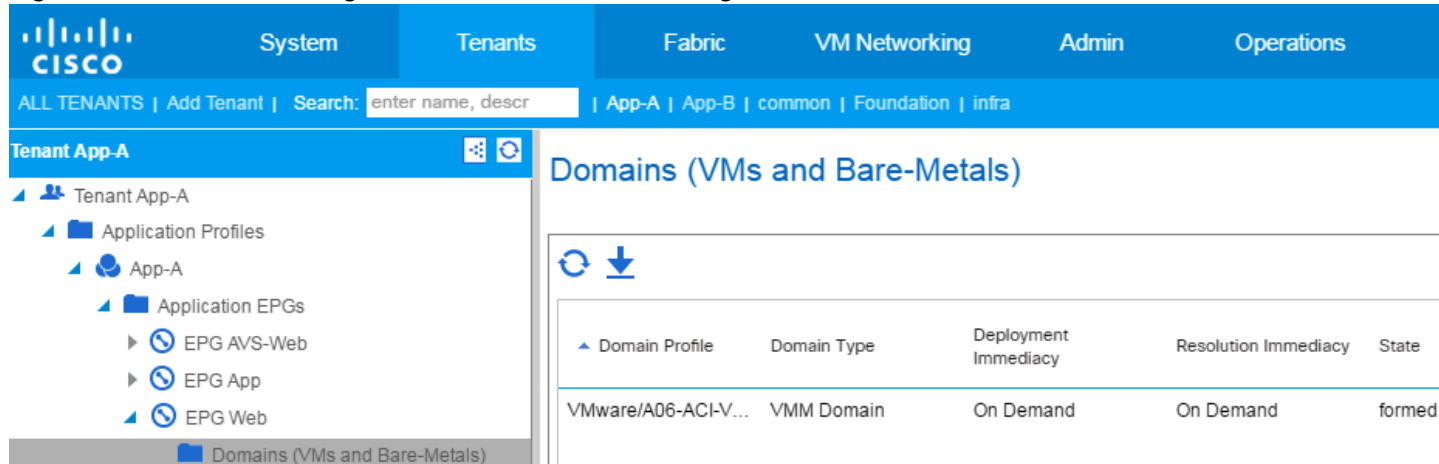 CISCO System Tenants Fabric VM Networking Admin Operations
ALL TENANTS | Add Tenant | Search: enter name, descr | App-A | App-B | common | Foundation | infra
Tenant App-A
Tenant App-A
Application Profiles
App-A
Application EPGs
EPG AVS-Web
EPG App
EPG Web
Domains (VMs and Bare-Metals)
Domains (VMs and Bare-Metals)
Domain Profile Domain Type Deployment Immediacy Resolution Immediacy State
VMware/A06-ACI-V... VMM Domain On Demand On Demand formed